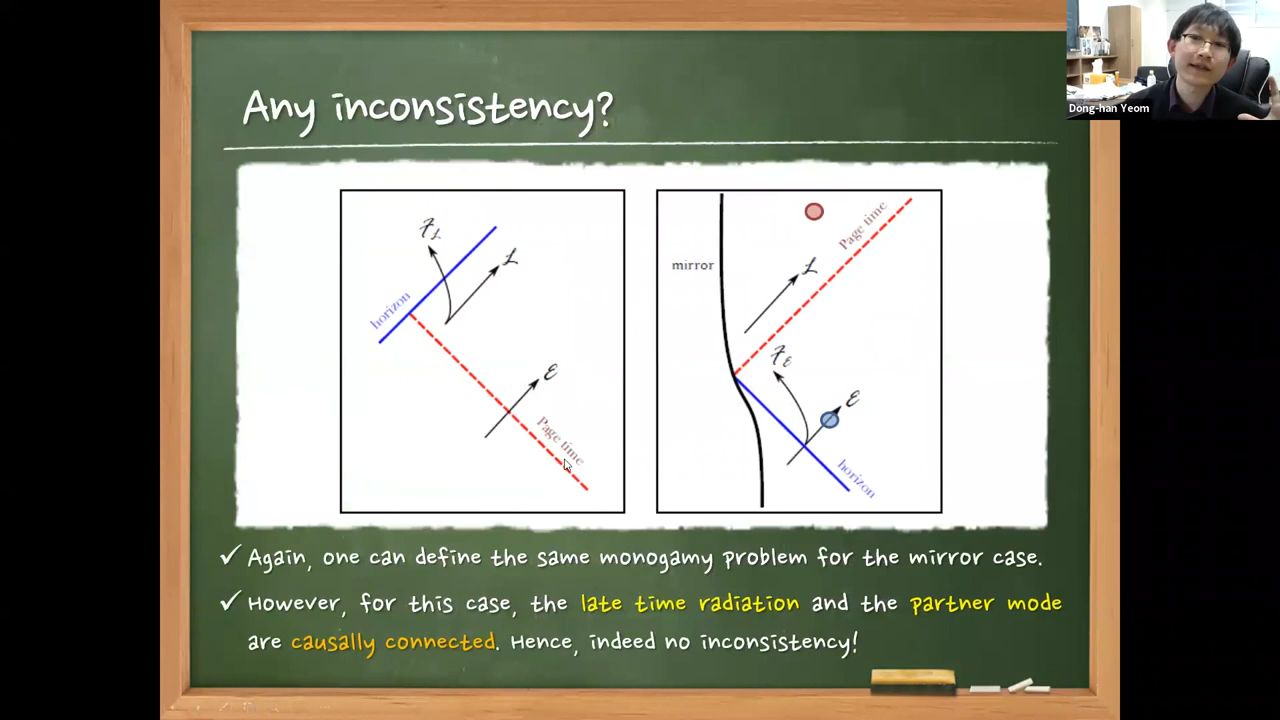 Dong-han Yeom
Any inconsistency?
horizon
ℒ
ℰ
Page time
mirror
Page time
ℒ
ℰ
horizon
Again, one can define the same monogamy problem for the mirror case.
However, for this case, the late time radiation and the partner mode
are causally connected. Hence, indeed no inconsistency!